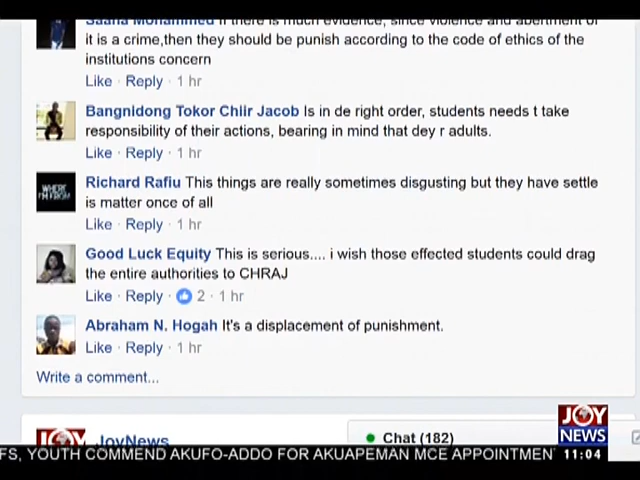 Saana Mohammed If there is much evidence, since violence and abertment of
it is a crime,then they should be punish according to the code of ethics of the
institutions concern
Like · Reply · 1 hr
Bangnidong Tokor Chiir Jacob Is in de right order, students needs t take
responsibility of their actions, bearing in mind that dey r adults.
Like · Reply · 1 hr
WHERE
I'M FROM
Richard Rafiu This things are really sometimes disgusting but they have settle
is matter once of all
Like · Reply · 1 hr
Good Luck Equity This is serious.... i wish those effected students could drag
the entire authorities to CHRAJ
Like · Reply · 2 · 1 hr
Abraham N. Hogah It's a displacement of punishment.
Like · Reply · 1 hr
Write a comment...
JOY JoyNews
Chat (182)
JOY
NEWS
FS, YOUTH COMMEND AKUFO-ADDO FOR AKUAPEMAN MCE APPOINTMEN
11:04